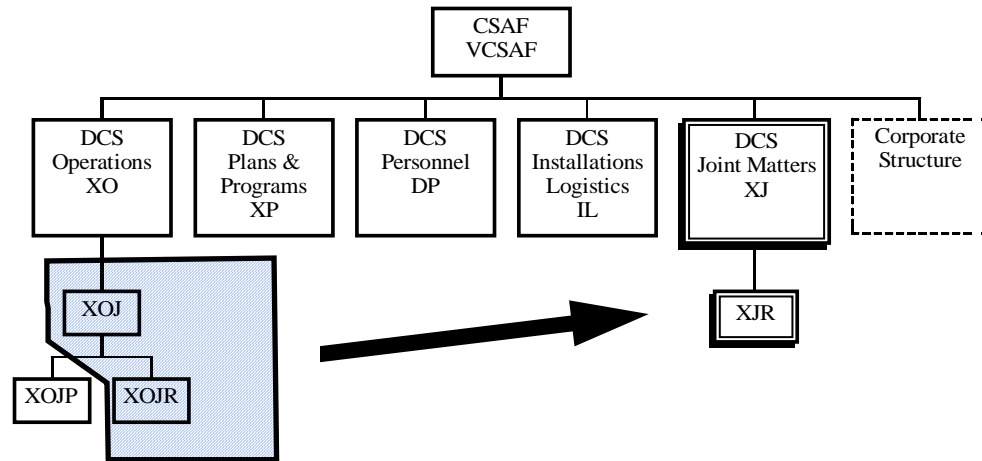 CSAF
VCSAF
DCS
Operations
XO
DCS
Plans &
Programs
XP
DCS
Personnel
DP
DCS
Installations
Logistics
IL
DCS
Joint Matters
XJ
Corporate
Structure
XOJ
XJR
XOJP
XOJR